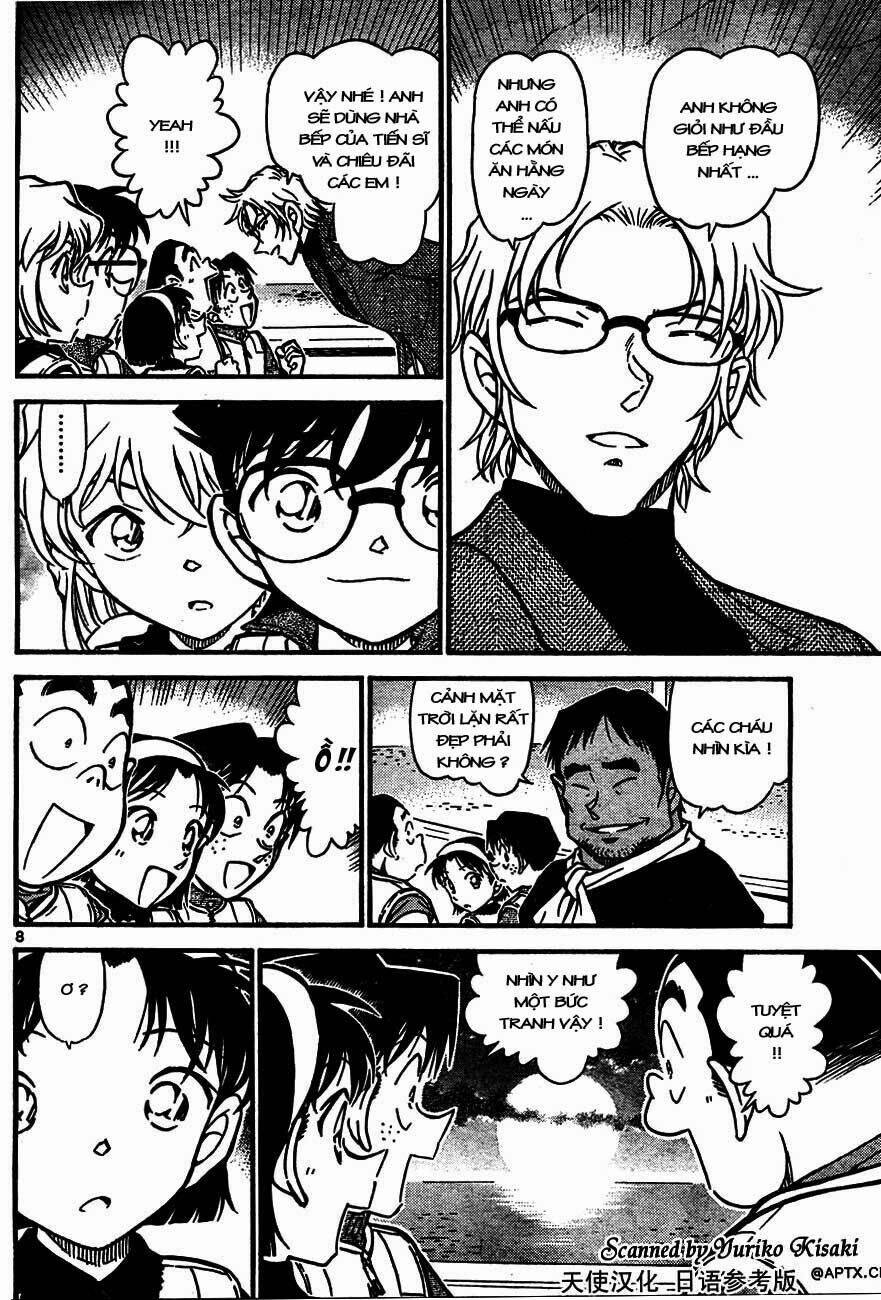 ANH KHÔNG
GIỎI NHƯ ĐẦU
BẾP HẠNG
NHẤT ...
NHƯNG
ANH CÓ
THỂ NẤU
CÁC MÓN
ĂN HẰNG
NGÀY
...
VẬY NHÉ ! ANH
SẼ DÙNG NHÀ
BẾP CỦA TIẾN SĨ
VÀ CHIÊU ĐÃI
CÁC EM !
YEAH
!!!
........
CÁC CHÁU
NHÌN KÌA !
CẢNH MẶT
TRỜI LẶN RẤT
ĐẸP PHẢI
KHÔNG ?
Ồ !!
8
TUYỆT
QUÁ
!!
NHÌN Y NHƯ
MỘT BỨC
TRANH VẬY !
Ơ ?
Scanned by Yuriko Kisaki
天使汉化 日语参考版
@APTX.C